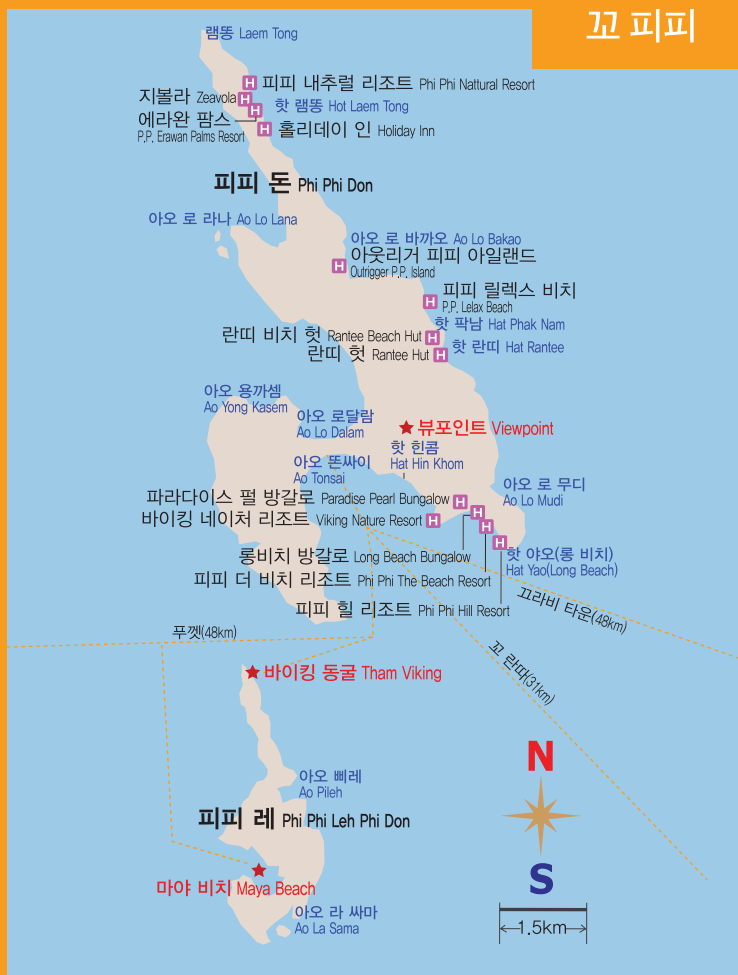 꼬 피피
램똥 Laem Tong
피피 내추럴 리조트 Phi Phi Nattural Resort
지볼라 Zeavola
핫 램똥 Hot Laem Tong
에라완 팜스
P.P. Erawan Palms Resort
홀리데이 인 Holiday Inn
피피 돈 Phi Phi Don
아오 로 라나 Ao Lo Lana
아오 로 바까오 Ao Lo Bakao
아웃리거 피피 아일랜드
Outrigger P.P. Island
피피 릴렉스 비치
P.P. Lelax Beach
핫 팍남 Hat Phak Nam
란띠 비치 헛 Rantee Beach Hut
핫 란띠 Hat Rantee
란띠 헛 Rantee Hut
아오 용까셈
Ao Yong Kasem
아오 로달람
Ao Lo Dalam
뷰포인트 Viewpoint
핫 힌콤
Hat Hin Khom
아오 똔싸이
Ao Tonsai
아오 로 무디
Ao Lo Mudi
파라다이스 펄 방갈로 Paradise Pearl Bungalow
바이킹 네이처 리조트 Viking Nature Resort
롱비치 방갈로 Long Beach Bungalow
핫 야오(롱 비치)
Hat Yao(Long Beach)
피피 더 비치 리조트 Phi Phi The Beach Resort
피피 힐 리조트 Phi Phi Hill Resort
끄라비 타운(48km)
푸껫(48km)
꼬 란따(31km)
바이킹 동굴 Tham Viking
아오 삐레
Ao Pileh
피피 레 Phi Phi Leh Phi Don
마야 비치 Maya Beach
아오 라 싸마
Ao La Sama
N
S
1.5km
H
H
H
H
H
H
H
H
H
H
H
H
H